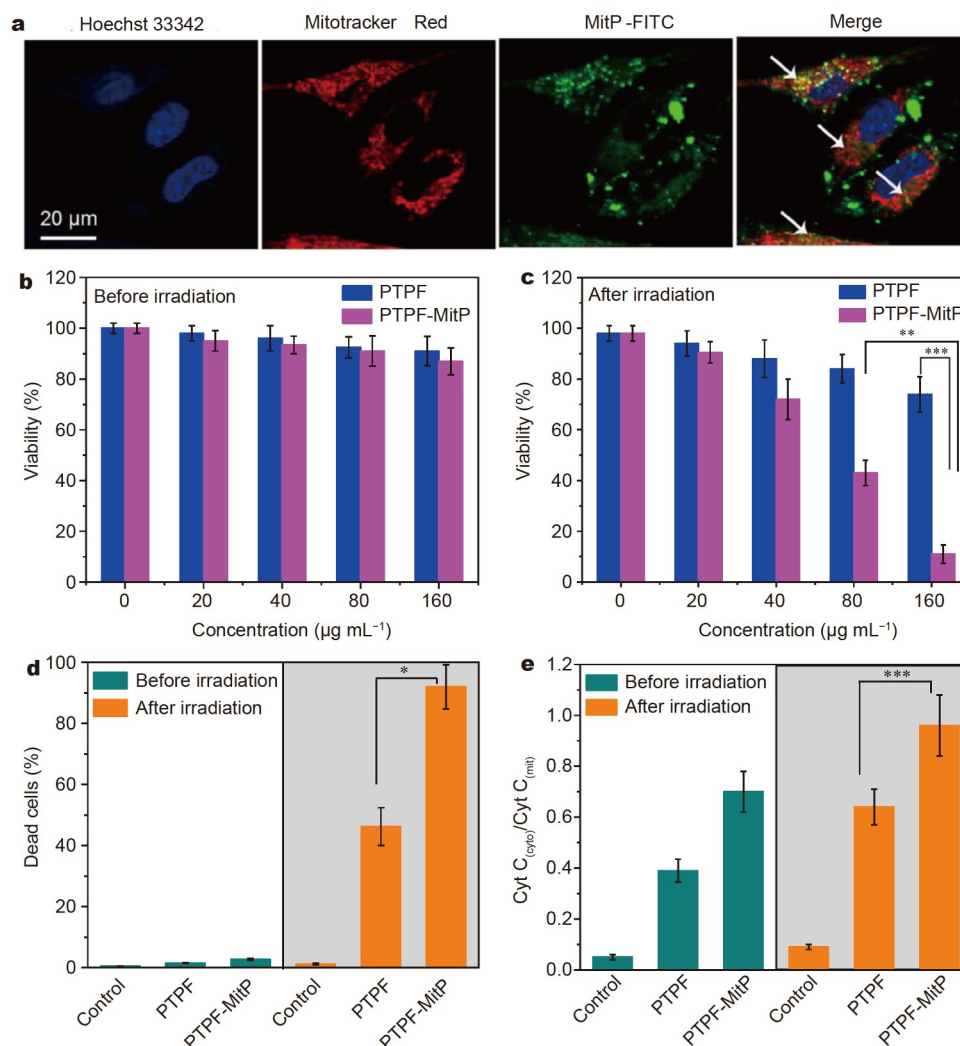 a
Hoechst 33342
Mitotracker Red
MitP -FITC
Merge
20 μm
b
Before irradiation
PTPF
PTPF-MitP
Viability (%)
120
100
80
60
40
20
0
0 20 40 80 160
Concentration (μg mL⁻¹)
c
After irradiation
PTPF
PTPF-MitP
**
***
Viability (%)
120
100
80
60
40
20
0
0 20 40 80 160
Concentration (μg mL⁻¹)
d
Before irradiation
After irradiation
*
Dead cells (%)
100
80
60
40
20
0
Control PTPF PTPF-MitP Control PTPF PTPF-MitP
e
Before irradiation
After irradiation
***
Cyt C(cyto)/Cyt C(mit)
1.2
1.0
0.8
0.6
0.4
0.2
0.0
Control PTPF PTPF-MitP Control PTPF PTPF-MitP